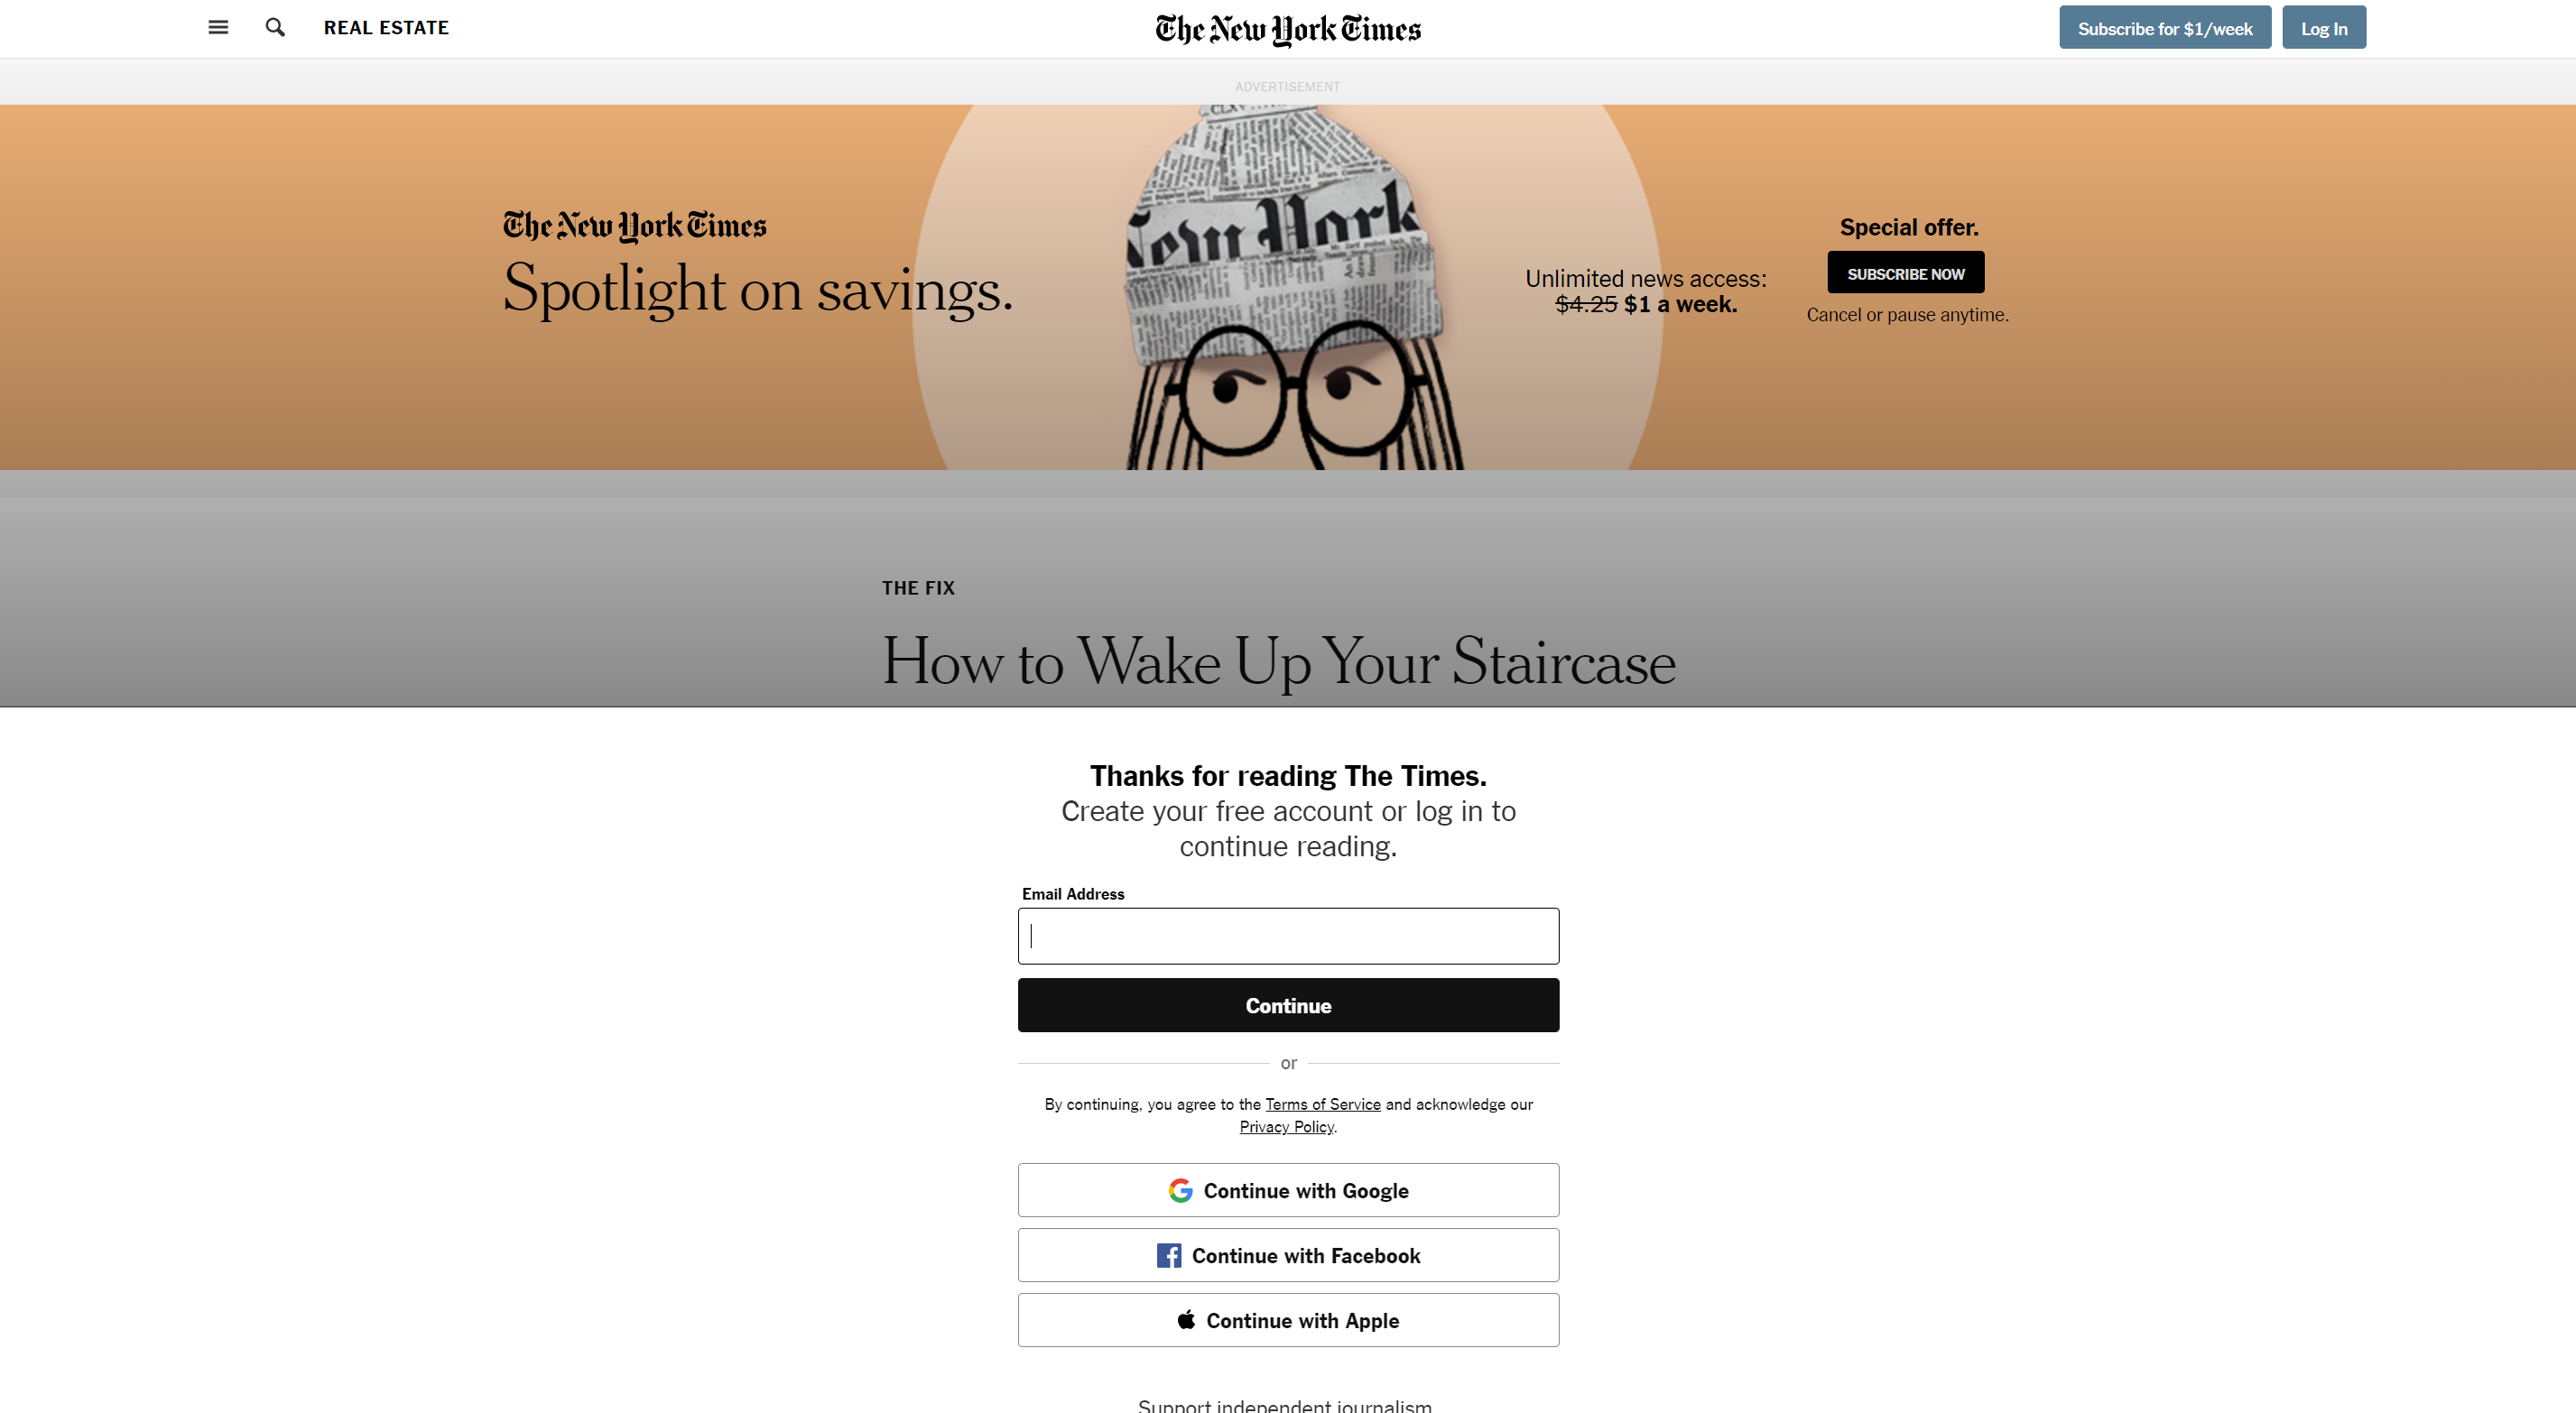 REAL ESTATE
The New York Times
Subscribe for $1/week
Log In
ADVERTISEMENT
The New York Times
Spotlight on savings.
New York
Unlimited news access:
$4.25 $1 a week.
Special offer.
SUBSCRIBE NOW
Cancel or pause anytime.
THE FIX
How to Wake Up Your Staircase
Thanks for reading The Times.
Create your free account or log in to
continue reading.
Email Address
Continue
or
By continuing, you agree to the Terms of Service and acknowledge our
Privacy Policy.
Continue with Google
Continue with Facebook
Continue with Apple
Support independent journalism